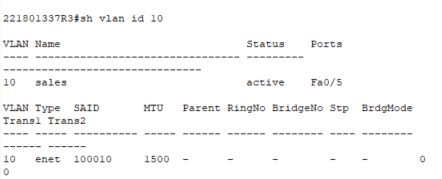 221801337R3#sh vlan id 10
VLAN Name                             Status    Ports
---- -------------------------------- ---------
-------------------------------
10   sales                            active    Fa0/5
VLAN Type  SAID       MTU   Parent RingNo BridgeNo Stp  BrdgMode
Trans1 Trans2
---- ----- ---------- ----- ------ ------ -------- ---- --------
------ ------
10   enet  100010     1500  -      -      -        -    -        0
0